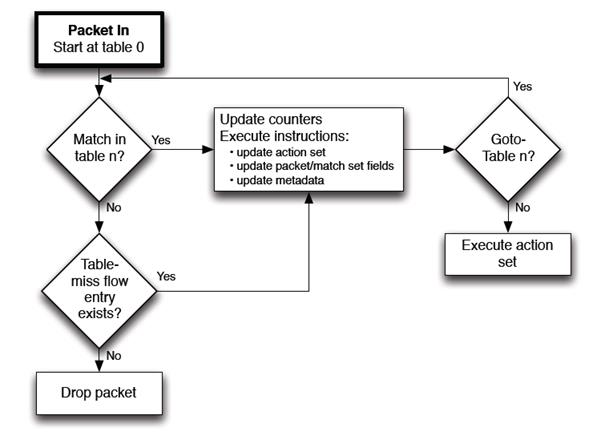 Packet In
Start at table 0
Yes
Match in
table n?
Yes
Update counters
Execute instructions:
• update action set
• update packet/match set fields
• update metadata
Goto-
Table n?
No
No
Execute action
set
Table-
miss flow
entry
exists?
Yes
No
Drop packet